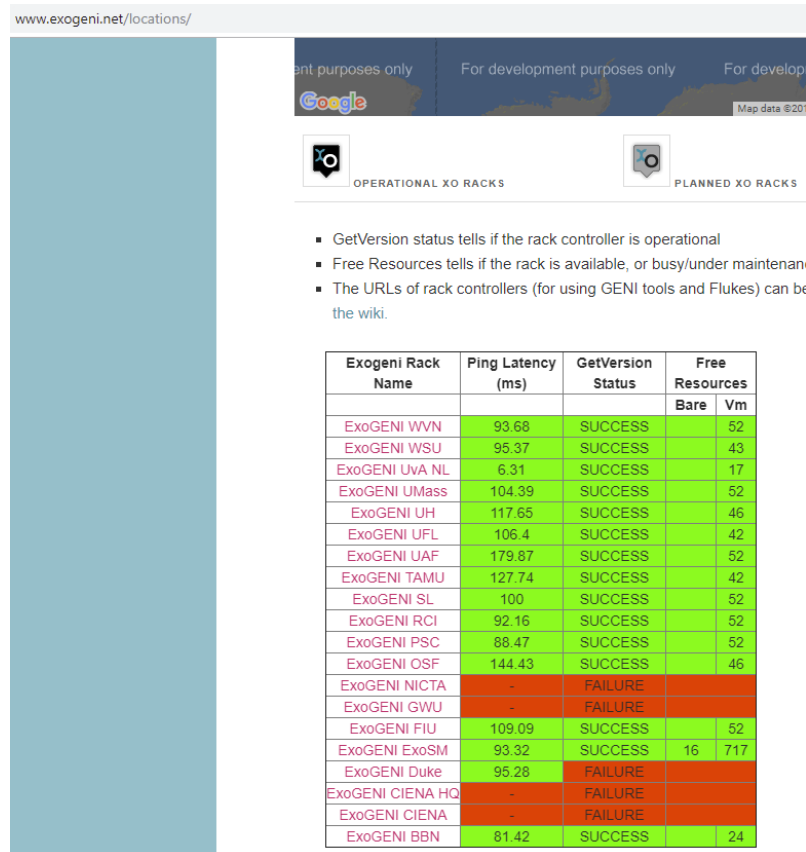 www.exogeni.net/locations/
ent purposes only For development purposes only For develop
Google
Map data ©201
XO OPERATIONAL XO RACKS
XO PLANNED XO RACKS
GetVersion status tells if the rack controller is operational
Free Resources tells if the rack is available, or busy/under maintenanc
The URLs of rack controllers (for using GENI tools and Flukes) can be
the wiki.
Exogeni Rack Name Ping Latency (ms) GetVersion Status Free Resources
Bare Vm
ExoGENI WVN 93.68 SUCCESS 52
ExoGENI WSU 95.37 SUCCESS 43
ExoGENI UvA NL 6.31 SUCCESS 17
ExoGENI UMass 104.39 SUCCESS 52
ExoGENI UH 117.65 SUCCESS 46
ExoGENI UFL 106.4 SUCCESS 42
ExoGENI UAF 179.87 SUCCESS 52
ExoGENI TAMU 127.74 SUCCESS 42
ExoGENI SL 100 SUCCESS 52
ExoGENI RCI 92.16 SUCCESS 52
ExoGENI PSC 88.47 SUCCESS 52
ExoGENI OSF 144.43 SUCCESS 46
ExoGENI NICTA - FAILURE
ExoGENI GWU - FAILURE
ExoGENI FIU 109.09 SUCCESS 52
ExoGENI ExoSM 93.32 SUCCESS 16 717
ExoGENI Duke 95.28 FAILURE
ExoGENI CIENA HQ - FAILURE
ExoGENI CIENA - FAILURE
ExoGENI BBN 81.42 SUCCESS 24